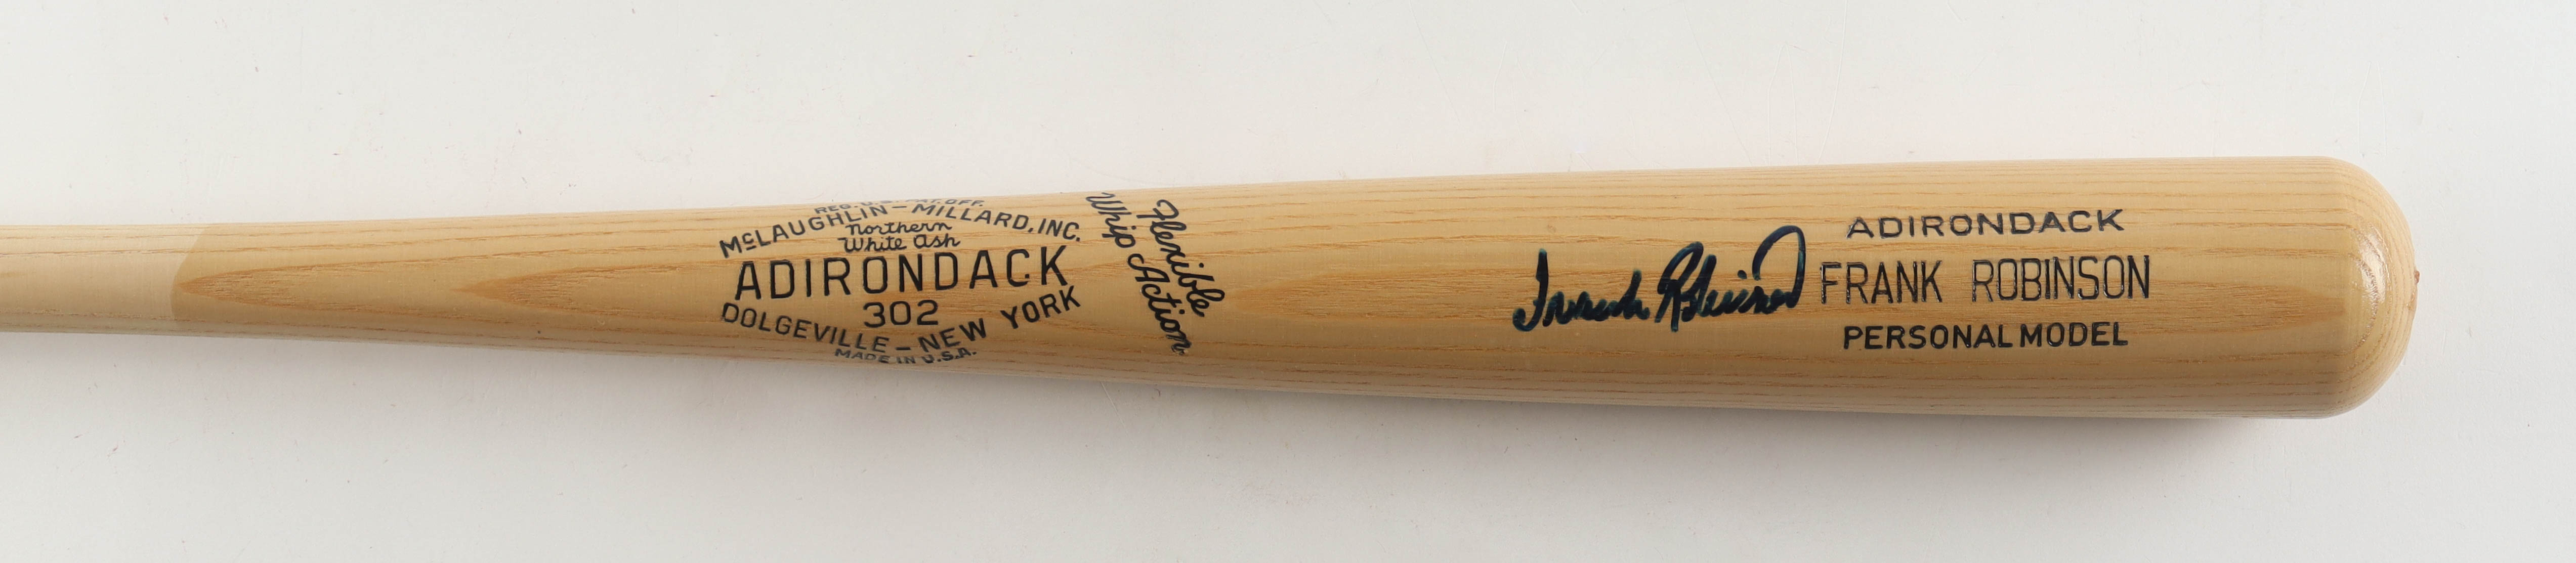 REG. U.S. PAT. OFF.
McLAUGHLIN-MILLARD, INC.
Northern
White Ash
ADIRONDACK
302
DOLGEVILLE-NEW YORK
MADE IN U.S.A.
Flexible
Whip Action
Frank Robinson
ADIRONDACK
FRANK ROBINSON
PERSONAL MODEL